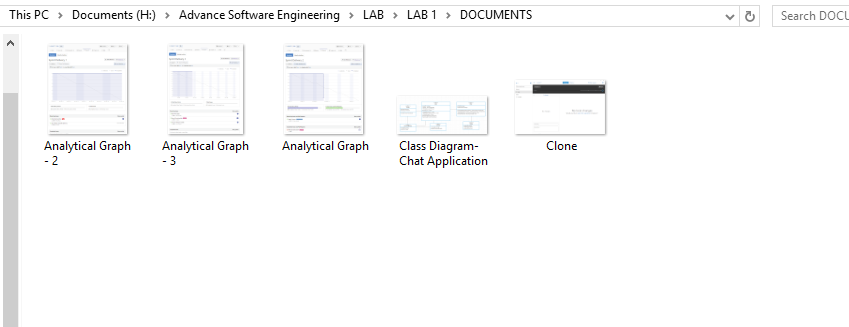 This PC > Documents (H:) > Advance Software Engineering > LAB > LAB 1 > DOCUMENTS
Search DOCU
Analytical Graph
- 2
Analytical Graph
- 3
Analytical Graph
Class Diagram-
Chat Application
Clone